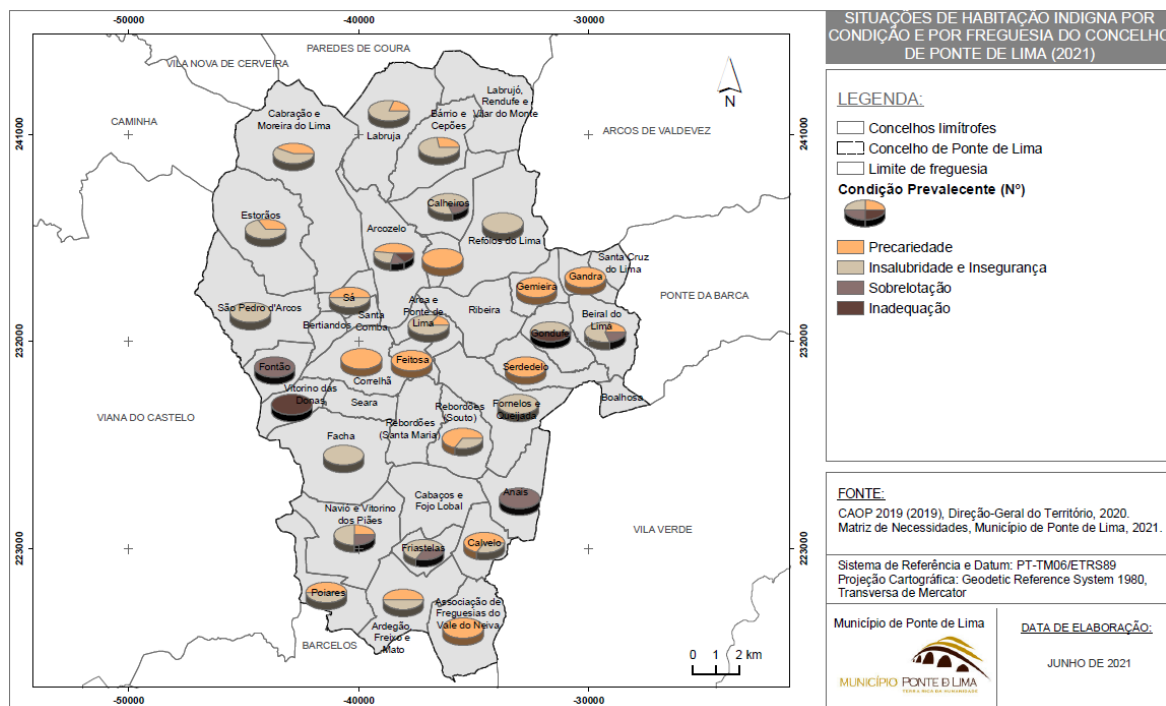 -50000
-40000
-30000
SITUAÇÕES DE HABITAÇÃO INDIGNA POR
CONDIÇÃO E POR FREGUESIA DO CONCELHO
DE PONTE DE LIMA (2021)
PAREDES DE COURA
VILA NOVA DE CERVEIRA
CAMINHA
ARCOS DE VALDEVEZ
PONTE DA BARCA
VIANA DO CASTELO
VILA VERDE
BARCELOS
241000
232000
223000
241000
232000
223000
N
Labrujó,
Rendufe e
Vilar do Monte
Cabração e
Moreira do Lima
Labruja
Bárrio e
Cepões
Calheiros
Estorãos
Arcozelo
Refóios do Lima
Santa Cruz
do Lima
Gandra
Gemieira
Sá
São Pedro d'Arcos
Bertiandos
Santa
Comba
Arca e
Ponte de
Lima
Ribeira
Beiral do
Lima
Gondufe
Fontão
Correlhã
Feitosa
Serdedelo
Vitorino das
Donas
Seara
Fornelos e
Queijada
Boalhosa
Rebordões
(Souto)
Rebordões
(Santa Maria)
Facha
Anais
Cabaços e
Fojo Lobal
Navió e Vitorino
dos Piães
Friastelas
Calvelo
Poiares
Ardegão,
Freixo e
Mato
Associação de
Freguesias do
Vale do Neiva
0 1 2 km
-50000
-40000
-30000
LEGENDA:
Concelhos limítrofes
Concelho de Ponte de Lima
Limite de freguesia
Condição Prevalecente (Nº)
Precariedade
Insalubridade e Insegurança
Sobrelotação
Inadequação
FONTE:
CAOP 2019 (2019), Direção-Geral do Território, 2020.
Matriz de Necessidades, Município de Ponte de Lima, 2021.
Sistema de Referência e Datum: PT-TM06/ETRS89
Projeção Cartográfica: Geodetic Reference System 1980,
Transversa de Mercator
Município de Ponte de Lima
MUNICÍPIO PONTE D LIMA
TERRA RICA DA HUMANIDADE
DATA DE ELABORAÇÃO:
JUNHO DE 2021